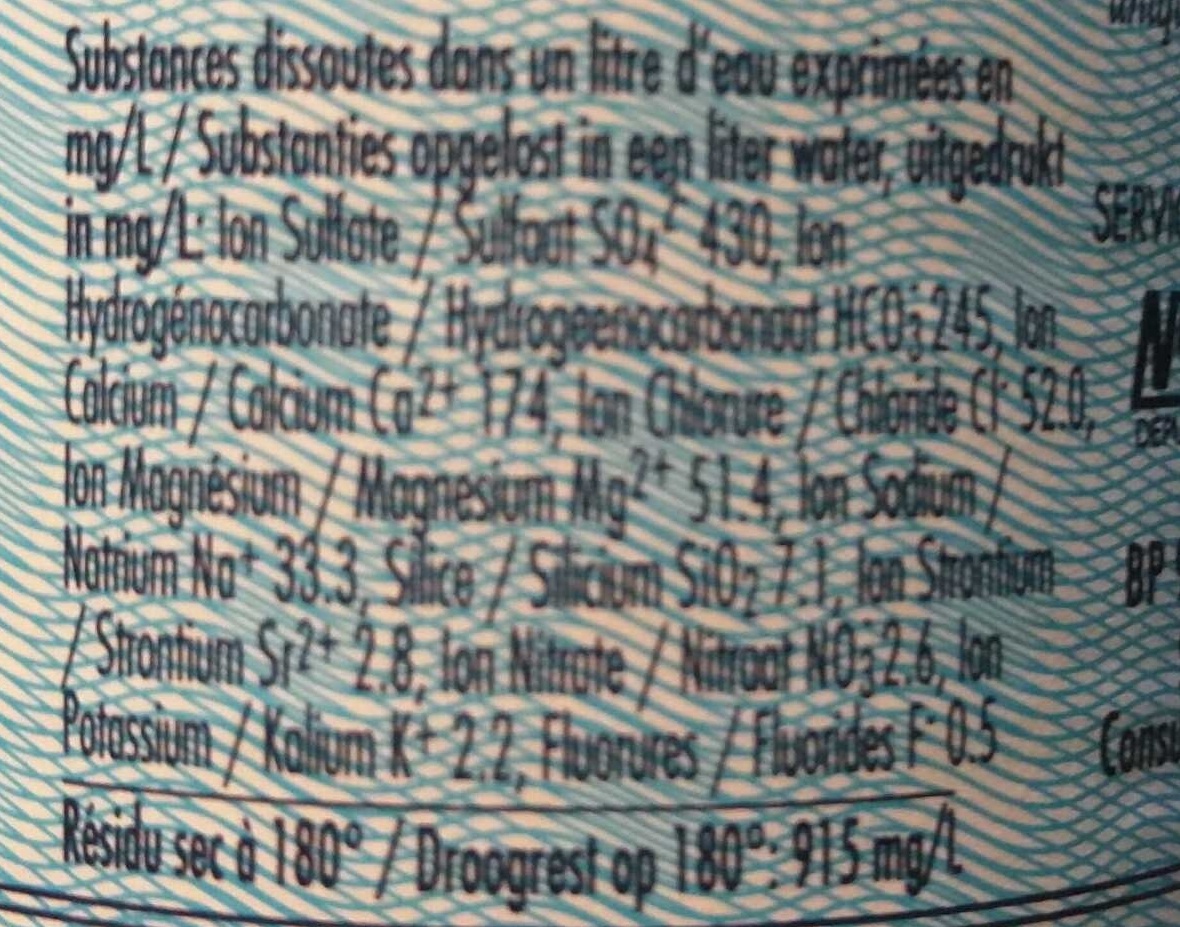 Substances dissoutes dans un litre d'eau exprimées en
mg/L / Substanties opgelost in een liter water, uitgedrukt
in mg/L: Ion Sulfate / Sulfaat SO₄²⁻ 430, Ion
Hydrogénocarbonate / Hydrogeenocarbonaat HCO₃⁻ 245, Ion
Calcium / Calcium Ca²⁺ 174, Ion Chlorure / Chloride Cl⁻ 52.0,
Ion Magnésium / Magnesium Mg²⁺ 51.4, Ion Sodium /
Natrium Na⁺ 33.3, Silice / Silicium SiO₂ 7.1, Ion Strontium
/ Strontium Sr²⁺ 2.8, Ion Nitrate / Nitraat NO₃⁻ 2.6, Ion
Potassium / Kalium K⁺ 2.2, Fluorures / Fluorides F⁻ 0.5
Résidu sec à 180° / Droogrest op 180°: 915 mg/L
BP